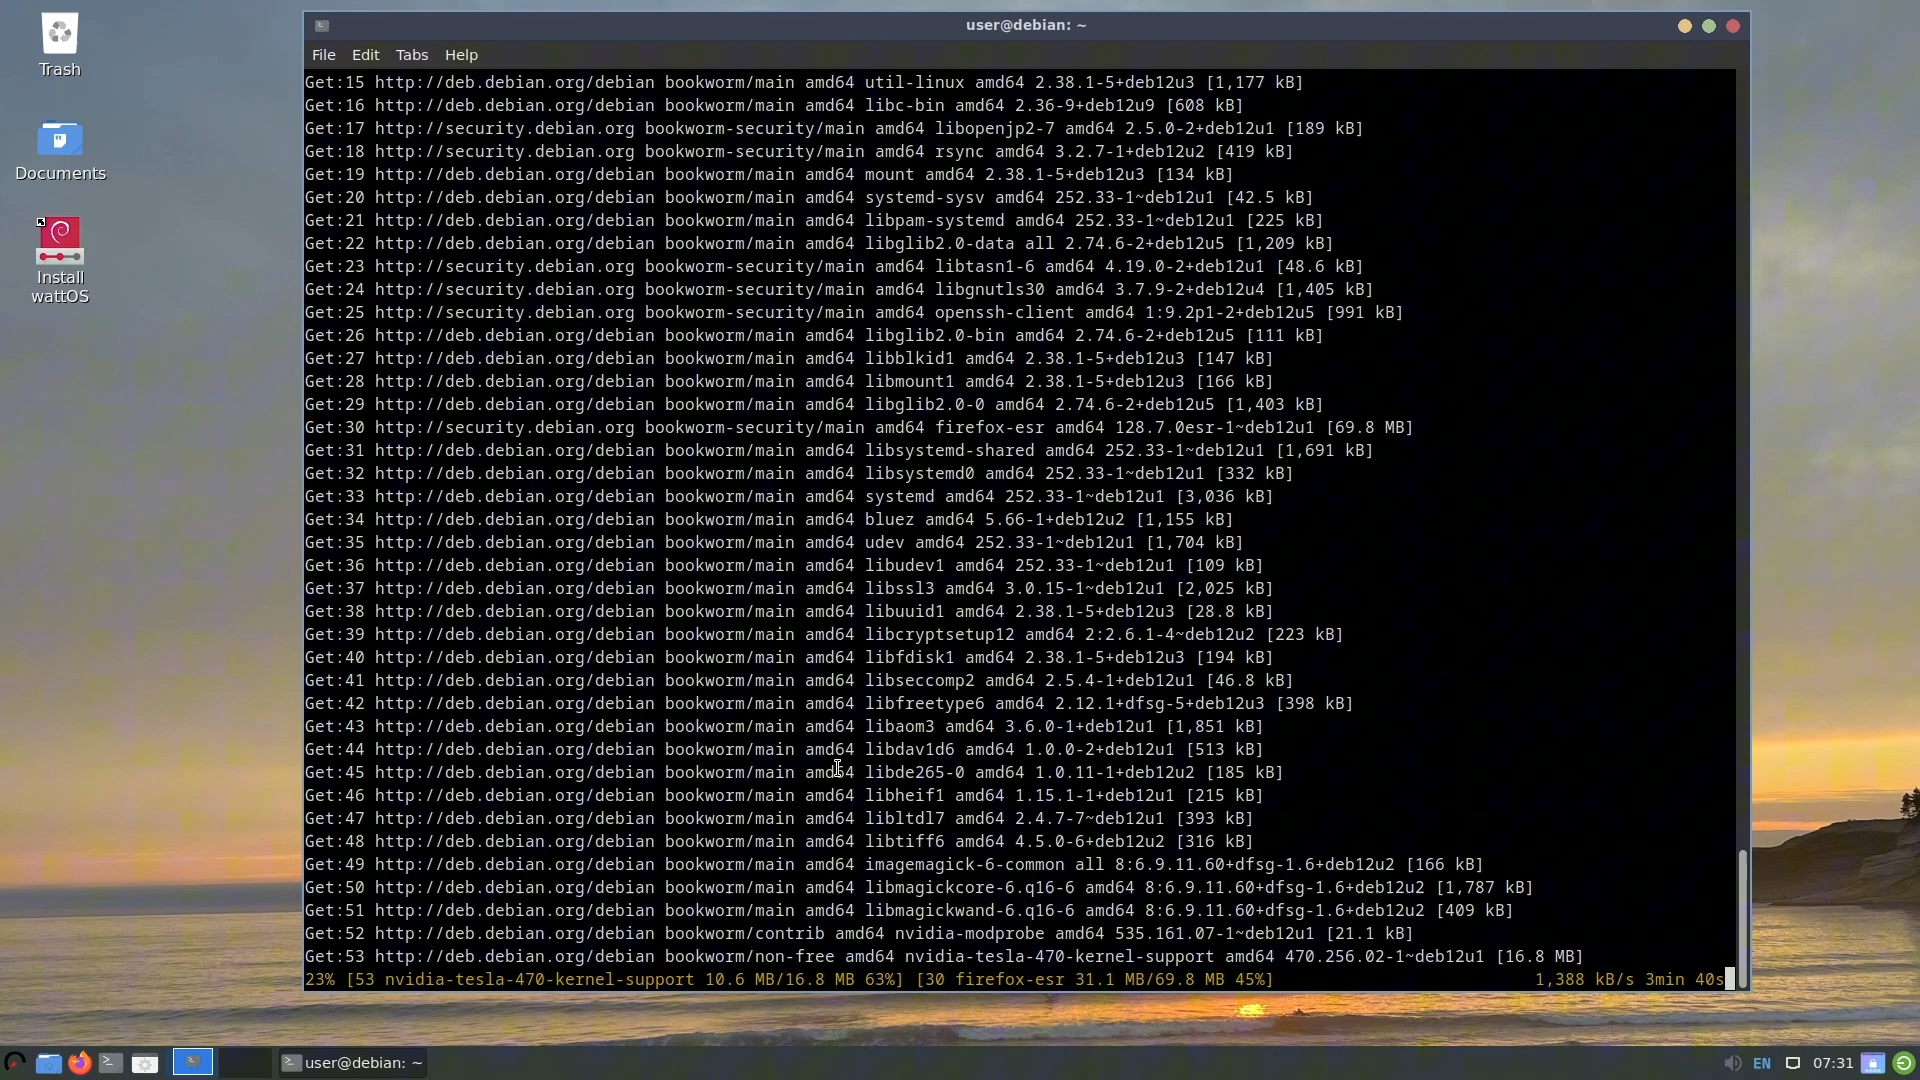 user@debian: ~
File Edit Tabs Help
Trash
Documents
Install
wattOS
Get:15 http://deb.debian.org/debian bookworm/main amd64 util-linux amd64 2.38.1-5+deb12u3 [1,177 kB]
Get:16 http://deb.debian.org/debian bookworm/main amd64 libc-bin amd64 2.36-9+deb12u9 [608 kB]
Get:17 http://security.debian.org bookworm-security/main amd64 libopenjp2-7 amd64 2.5.0-2+deb12u1 [189 kB]
Get:18 http://security.debian.org bookworm-security/main amd64 rsync amd64 3.2.7-1+deb12u2 [419 kB]
Get:19 http://deb.debian.org/debian bookworm/main amd64 mount amd64 2.38.1-5+deb12u3 [134 kB]
Get:20 http://deb.debian.org/debian bookworm/main amd64 systemd-sysv amd64 252.33-1~deb12u1 [42.5 kB]
Get:21 http://deb.debian.org/debian bookworm/main amd64 libpam-systemd amd64 252.33-1~deb12u1 [225 kB]
Get:22 http://deb.debian.org/debian bookworm/main amd64 libglib2.0-data all 2.74.6-2+deb12u5 [1,209 kB]
Get:23 http://security.debian.org bookworm-security/main amd64 libtasn1-6 amd64 4.19.0-2+deb12u1 [48.6 kB]
Get:24 http://security.debian.org bookworm-security/main amd64 libgnutls30 amd64 3.7.9-2+deb12u4 [1,405 kB]
Get:25 http://security.debian.org bookworm-security/main amd64 openssh-client amd64 1:9.2p1-2+deb12u5 [991 kB]
Get:26 http://deb.debian.org/debian bookworm/main amd64 libglib2.0-bin amd64 2.74.6-2+deb12u5 [111 kB]
Get:27 http://deb.debian.org/debian bookworm/main amd64 libblkid1 amd64 2.38.1-5+deb12u3 [147 kB]
Get:28 http://deb.debian.org/debian bookworm/main amd64 libmount1 amd64 2.38.1-5+deb12u3 [166 kB]
Get:29 http://deb.debian.org/debian bookworm/main amd64 libglib2.0-0 amd64 2.74.6-2+deb12u5 [1,403 kB]
Get:30 http://security.debian.org bookworm-security/main amd64 firefox-esr amd64 128.7.0esr-1~deb12u1 [69.8 MB]
Get:31 http://deb.debian.org/debian bookworm/main amd64 libsystemd-shared amd64 252.33-1~deb12u1 [1,691 kB]
Get:32 http://deb.debian.org/debian bookworm/main amd64 libsystemd0 amd64 252.33-1~deb12u1 [332 kB]
Get:33 http://deb.debian.org/debian bookworm/main amd64 systemd amd64 252.33-1~deb12u1 [3,036 kB]
Get:34 http://deb.debian.org/debian bookworm/main amd64 bluez amd64 5.66-1+deb12u2 [1,155 kB]
Get:35 http://deb.debian.org/debian bookworm/main amd64 udev amd64 252.33-1~deb12u1 [1,704 kB]
Get:36 http://deb.debian.org/debian bookworm/main amd64 libudev1 amd64 252.33-1~deb12u1 [109 kB]
Get:37 http://deb.debian.org/debian bookworm/main amd64 libssl3 amd64 3.0.15-1~deb12u1 [2,025 kB]
Get:38 http://deb.debian.org/debian bookworm/main amd64 libuuid1 amd64 2.38.1-5+deb12u3 [28.8 kB]
Get:39 http://deb.debian.org/debian bookworm/main amd64 libcryptsetup12 amd64 2:2.6.1-4~deb12u2 [223 kB]
Get:40 http://deb.debian.org/debian bookworm/main amd64 libfdisk1 amd64 2.38.1-5+deb12u3 [194 kB]
Get:41 http://deb.debian.org/debian bookworm/main amd64 libseccomp2 amd64 2.5.4-1+deb12u1 [46.8 kB]
Get:42 http://deb.debian.org/debian bookworm/main amd64 libfreetype6 amd64 2.12.1+dfsg-5+deb12u3 [398 kB]
Get:43 http://deb.debian.org/debian bookworm/main amd64 libaom3 amd64 3.6.0-1+deb12u1 [1,851 kB]
Get:44 http://deb.debian.org/debian bookworm/main amd64 libdav1d6 amd64 1.0.0-2+deb12u1 [513 kB]
Get:45 http://deb.debian.org/debian bookworm/main amd64 libde265-0 amd64 1.0.11-1+deb12u2 [185 kB]
Get:46 http://deb.debian.org/debian bookworm/main amd64 libheif1 amd64 1.15.1-1+deb12u1 [215 kB]
Get:47 http://deb.debian.org/debian bookworm/main amd64 libltdl7 amd64 2.4.7-7~deb12u1 [393 kB]
Get:48 http://deb.debian.org/debian bookworm/main amd64 libtiff6 amd64 4.5.0-6+deb12u2 [316 kB]
Get:49 http://deb.debian.org/debian bookworm/main amd64 imagemagick-6-common all 8:6.9.11.60+dfsg-1.6+deb12u2 [166 kB]
Get:50 http://deb.debian.org/debian bookworm/main amd64 libmagickcore-6.q16-6 amd64 8:6.9.11.60+dfsg-1.6+deb12u2 [1,787 kB]
Get:51 http://deb.debian.org/debian bookworm/main amd64 libmagickwand-6.q16-6 amd64 8:6.9.11.60+dfsg-1.6+deb12u2 [409 kB]
Get:52 http://deb.debian.org/debian bookworm/contrib amd64 nvidia-modprobe amd64 535.161.07-1~deb12u1 [21.1 kB]
Get:53 http://deb.debian.org/debian bookworm/non-free amd64 nvidia-tesla-470-kernel-support amd64 470.256.02-1~deb12u1 [16.8 MB]
23% [53 nvidia-tesla-470-kernel-support 10.6 MB/16.8 MB 63%] [30 firefox-esr 31.1 MB/69.8 MB 45%] 1,388 kB/s 3min 40s
user@debian: ~
EN 07:31